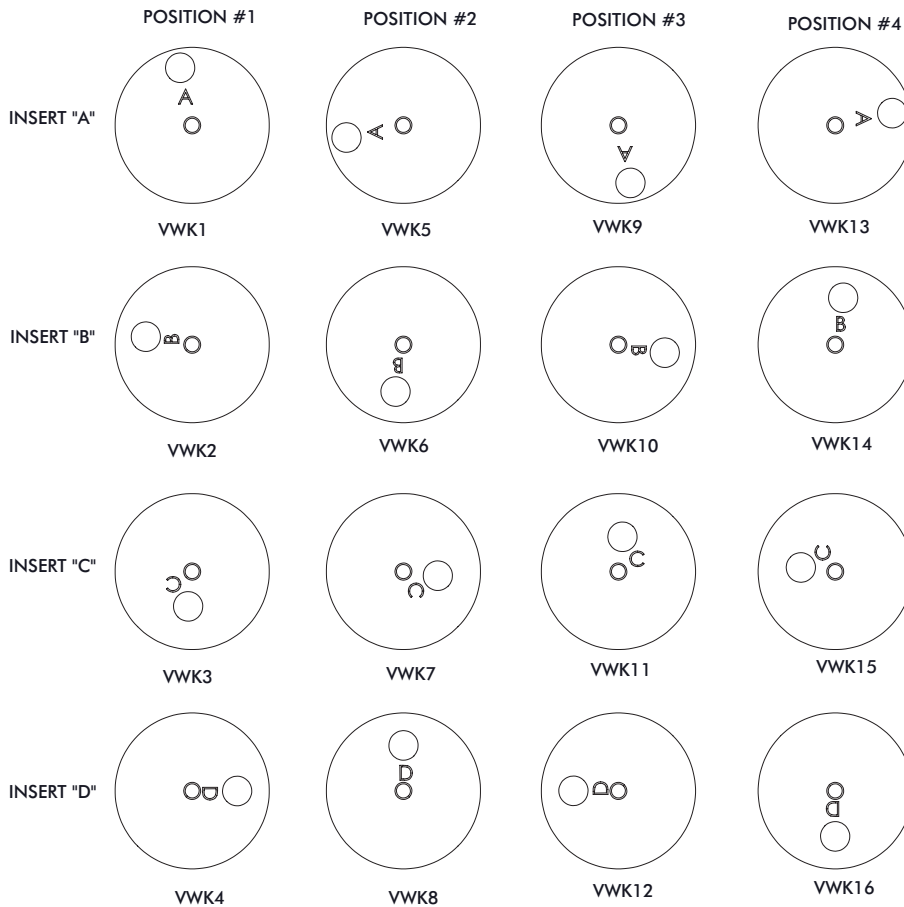 POSITION #1 POSITION #2 POSITION #3 POSITION #4
INSERT "A" A A A A
VWK1 VWK5 VWK9 VWK13
INSERT "B" B B B B
VWK2 VWK6 VWK10 VWK14
INSERT "C" C C C C
VWK3 VWK7 VWK11 VWK15
INSERT "D" D D D D
VWK4 VWK8 VWK12 VWK16